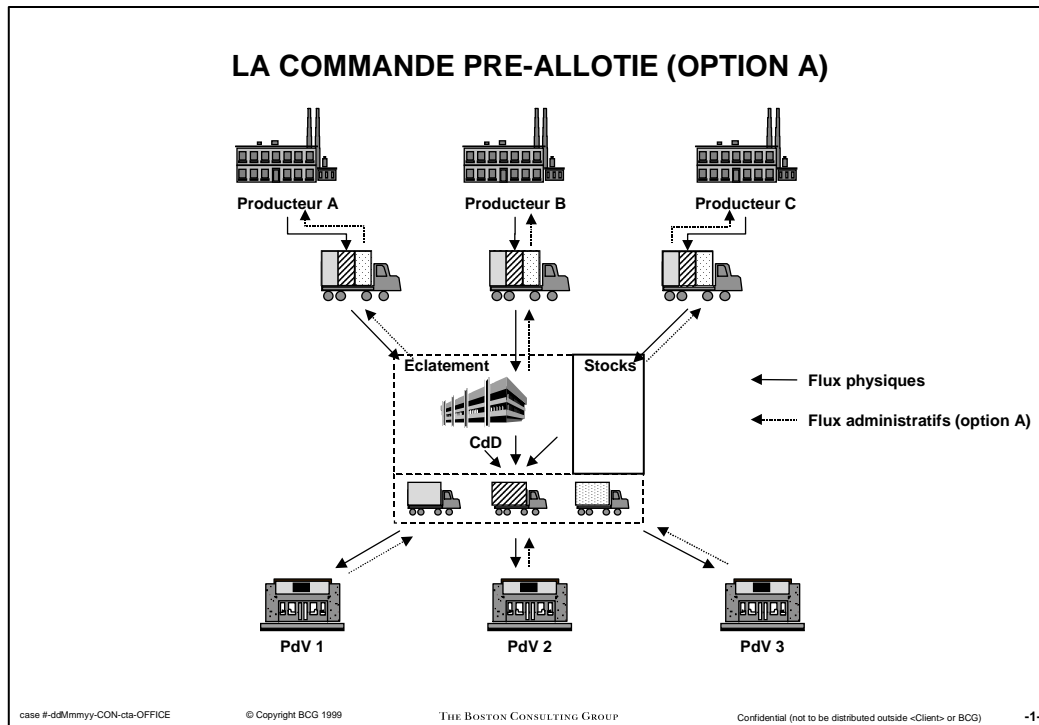 LA COMMANDE PRE-ALLOTIE (OPTION A)
Producteur A
Producteur B
Producteur C
Eclatement
Stocks
Flux physiques
Flux administratifs (option A)
CdD
PdV 1
PdV 2
PdV 3
case #-ddMmmyy-CON-cta-OFFICE
© Copyright BCG 1999
THE BOSTON CONSULTING GROUP
Confidential (not to be distributed outside <Client> or BCG)
-1-